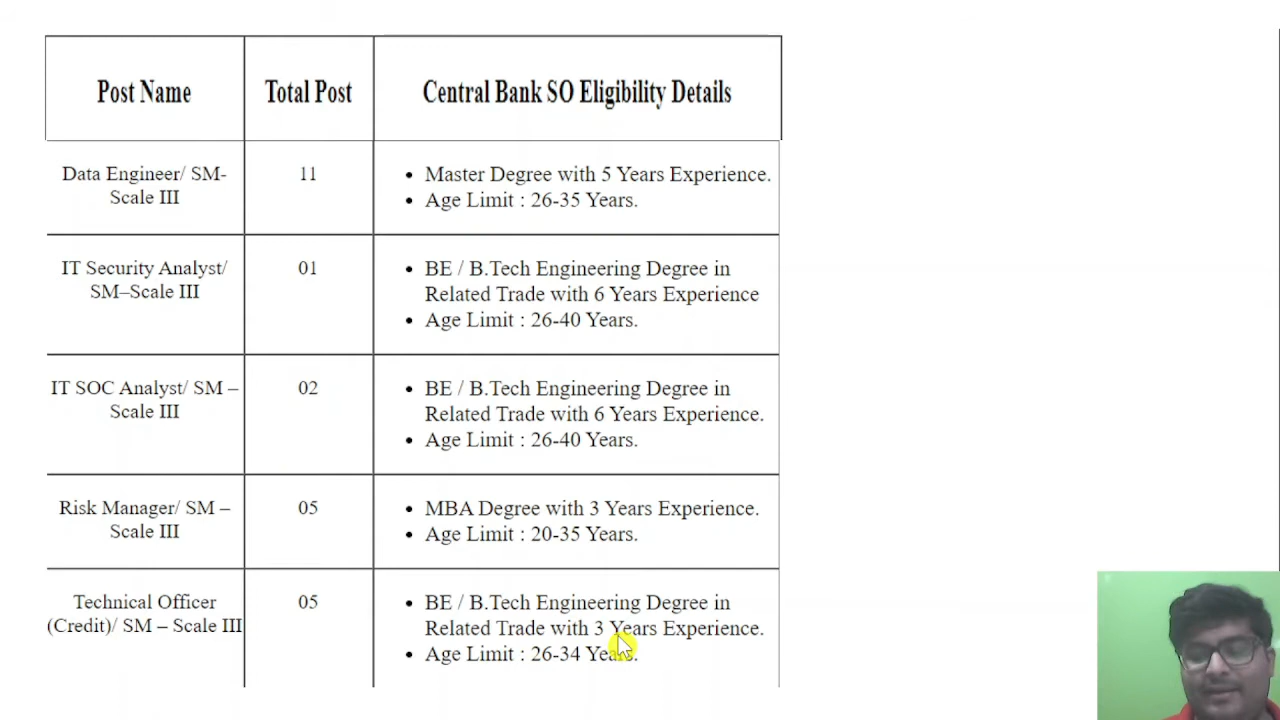 Post Name
Total Post
Central Bank SO Eligibility Details
Data Engineer/ SM-
Scale III
11
• Master Degree with 5 Years Experience.
• Age Limit : 26-35 Years.
IT Security Analyst/
SM–Scale III
01
• BE / B.Tech Engineering Degree in
Related Trade with 6 Years Experience
• Age Limit : 26-40 Years.
IT SOC Analyst/ SM –
Scale III
02
• BE / B.Tech Engineering Degree in
Related Trade with 6 Years Experience.
• Age Limit : 26-40 Years.
Risk Manager/ SM –
Scale III
05
• MBA Degree with 3 Years Experience.
• Age Limit : 20-35 Years.
Technical Officer
(Credit)/ SM – Scale III
05
• BE / B.Tech Engineering Degree in
Related Trade with 3 Years Experience.
• Age Limit : 26-34 Years.